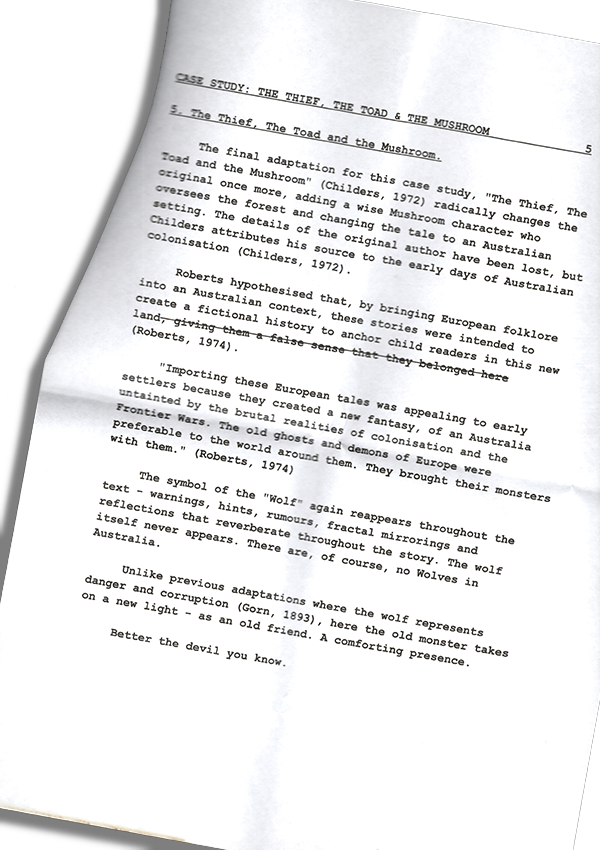 CASE STUDY: THE THIEF, THE TOAD & THE MUSHROOM 5
5. The Thief, The Toad and the Mushroom.
The final adaptation for this case study, "The Thief, The
Toad and the Mushroom" (Childers, 1972) radically changes the
original once more, adding a wise Mushroom character who
oversees the forest and changing the tale to an Australian
setting. The details of the original author have been lost, but
Childers attributes his source to the early days of Australian
colonisation (Childers, 1972).
Roberts hypothesised that, by bringing European folklore
into an Australian context, these stories were intended to
create a fictional history to anchor child readers in this new
land, giving them a false sense that they belonged here
(Roberts, 1974).
"Importing these European tales was appealing to early
settlers because they created a new fantasy, of an Australia
untainted by the brutal realities of colonisation and the
Frontier Wars. The old ghosts and demons of Europe were
preferable to the world around them. They brought their monsters
with them." (Roberts, 1974)
The symbol of the "Wolf" again reappears throughout the
text - warnings, hints, rumours, fractal mirrorings and
reflections that reverberate throughout the story. The wolf
itself never appears. There are, of course, no Wolves in
Australia.
Unlike previous adaptations where the wolf represents
danger and corruption (Gorn, 1893), here the old monster takes
on a new light - as an old friend. A comforting presence.
Better the devil you know.